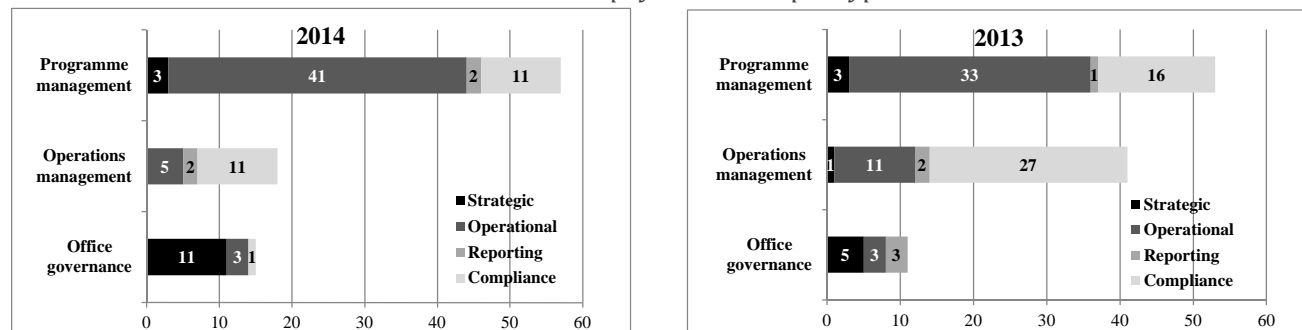 2014
Programme
management
3 41 2 11
Operations
management
5 2 11
Office
governance
11 3 1
Strategic
Operational
Reporting
Compliance
0 10 20 30 40 50 60
2013
Programme
management
3 33 1 16
Operations
management
1 11 2 27
Office
governance
5 3 3
Strategic
Operational
Reporting
Compliance
0 10 20 30 40 50 60